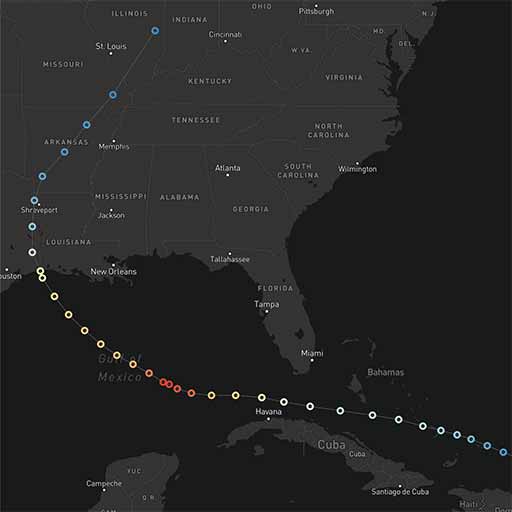 OHIO
N.J.
ILLINOIS
Pittsburgh
INDIANA
MD.
Cincinnati
DEL.
St. Louis
W.VA.
MISSOURI
VIRGINIA
KENTUCKY
TENNESSEE
NORTH
CAROLINA
ARKANSAS
Memphis
Atlanta
SOUTH
CAROLINA
Wilmington
MISSISSIPPI
ALABAMA
Shreveport
Jackson
GEORGIA
LOUISIANA
Tallahassee
New Orleans
ouston
FLORIDA
Tampa
Miami
Gulf of
Mexico
Bahamas
Havana
Cuba
Cuba
YUC
Campeche
Santiago de Cuba
Q.R.
Haiti
CAM
Dom